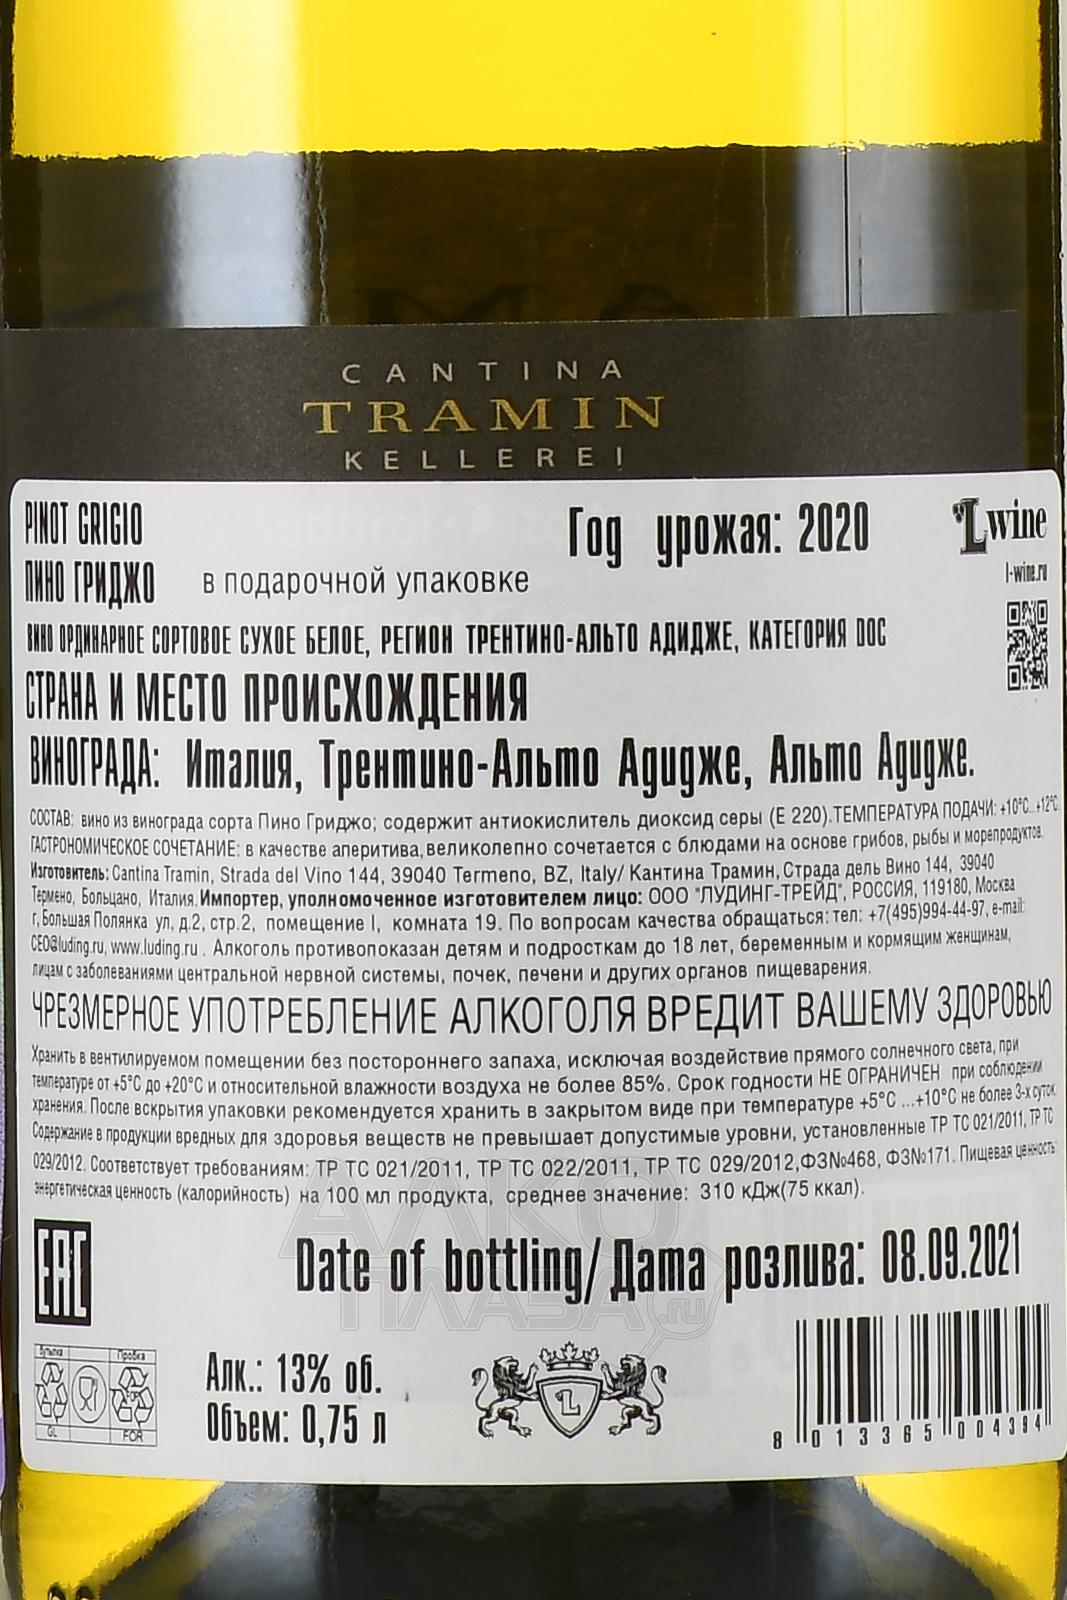 CANTINA
TRAMIN
KELLEREI
PINOT GRIGIO
Год урожая: 2020
Lwine
l-wine.ru
ПИНО ГРИДЖО в подарочной упаковке
ВИНО ОРДИНАРНОЕ СОРТОВОЕ СУХОЕ БЕЛОЕ, РЕГИОН ТРЕНТИНО-АЛЬТО АДИДЖЕ, КАТЕГОРИЯ DOC
СТРАНА И МЕСТО ПРОИСХОЖДЕНИЯ
ВИНОГРАДА: Италия, Трентино-Альто Адидже, Альто Адидже.
СОСТАВ: вино из винограда сорта Пино Гриджо; содержит антиокислитель диоксид серы (Е 220).ТЕМПЕРАТУРА ПОДАЧИ: +10°С...+12°С
ГАСТРОНОМИЧЕСКОЕ СОЧЕТАНИЕ: в качестве аперитива, великолепно сочетается с блюдами на основе грибов, рыбы и морепродуктов.
Изготовитель: Cantina Tramin, Strada del Vino 144, 39040 Termeno, BZ, Italy/ Кантина Трамин, Страда дель Вино 144, 39040
Термено, Больцано, Италия. Импортер, уполномоченное изготовителем лицо: ООО "ЛУДИНГ-ТРЕЙД", РОССИЯ, 119180, Москва
г, Большая Полянка ул, д.2, стр.2, помещение I, комната 19. По вопросам качества обращаться: тел: +7(495)994-44-97, e-mail:
CEO@luding.ru, www.luding.ru . Алкоголь противопоказан детям и подросткам до 18 лет, беременным и кормящим женщинам,
лицам с заболеваниями центральной нервной системы, почек, печени и других органов пищеварения.
ЧРЕЗМЕРНОЕ УПОТРЕБЛЕНИЕ АЛКОГОЛЯ ВРЕДИТ ВАШЕМУ ЗДОРОВЬЮ
Хранить в вентилируемом помещении без постороннего запаха, исключая воздействие прямого солнечного света, при
температуре от +5°С до +20°С и относительной влажности воздуха не более 85%. Срок годности НЕ ОГРАНИЧЕН при соблюдении
хранения. После вскрытия упаковки рекомендуется хранить в закрытом виде при температуре +5°С ...+10°С не более 3-х суток.
Содержание в продукции вредных для здоровья веществ не превышает допустимые уровни, установленные ТР ТС 021/2011, ТР ТС
029/2012. Соответствует требованиям: ТР ТС 021/2011, ТР ТС 022/2011, ТР ТС 029/2012,ФЗ№468, ФЗ№171. Пищевая ценность:
энергетическая ценность (калорийность) на 100 мл продукта, среднее значение: 310 кДж(75 ккал).
АЛКО
ПЛАЗА.ru
EAC
Date of bottling/Дата розлива: 08.09.2021
бутылка Пробка
GL FOR
Алк.: 13% об.
Объем: 0,75 л
L
8 013365 004394